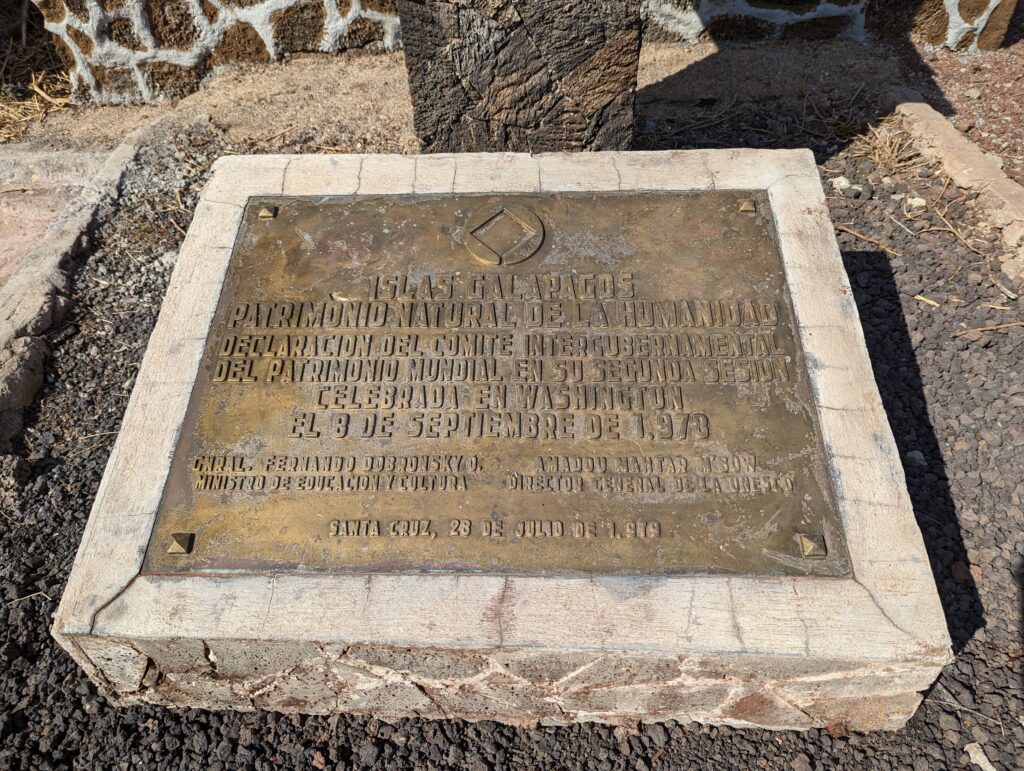 ISLAS GALAPAGOS
PATRIMONIO NATURAL DE LA HUMANIDAD
DECLARACION DEL COMITE INTERGUBERNAMENTAL
DEL PATRIMONIO MUNDIAL EN SU SEGUNDA SESION
CELEBRADA EN WASHINGTON
EL 8 DE SEPTIEMBRE DE 1.978
GNRAL. FERNANDO DOBRONSKY O.
MINISTRO DE EDUCACION Y CULTURA
AMADOU MAHTAR M'BOW
DIRECTOR GENERAL DE LA UNESCO
SANTA CRUZ, 28 DE JULIO DE 1.979